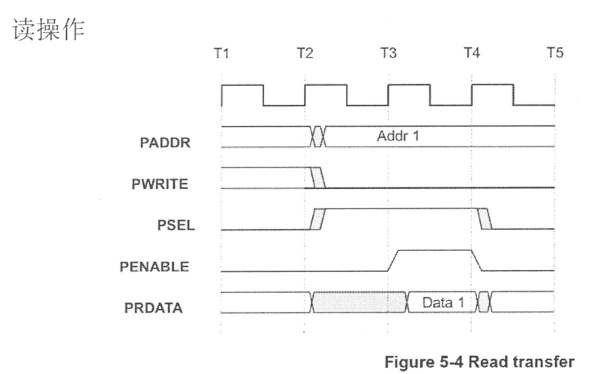 读操作
T1 T2 T3 T4 T5
PADDR Addr 1
PWRITE
PSEL
PENABLE
PRDATA Data 1
Figure 5-4 Read transfer